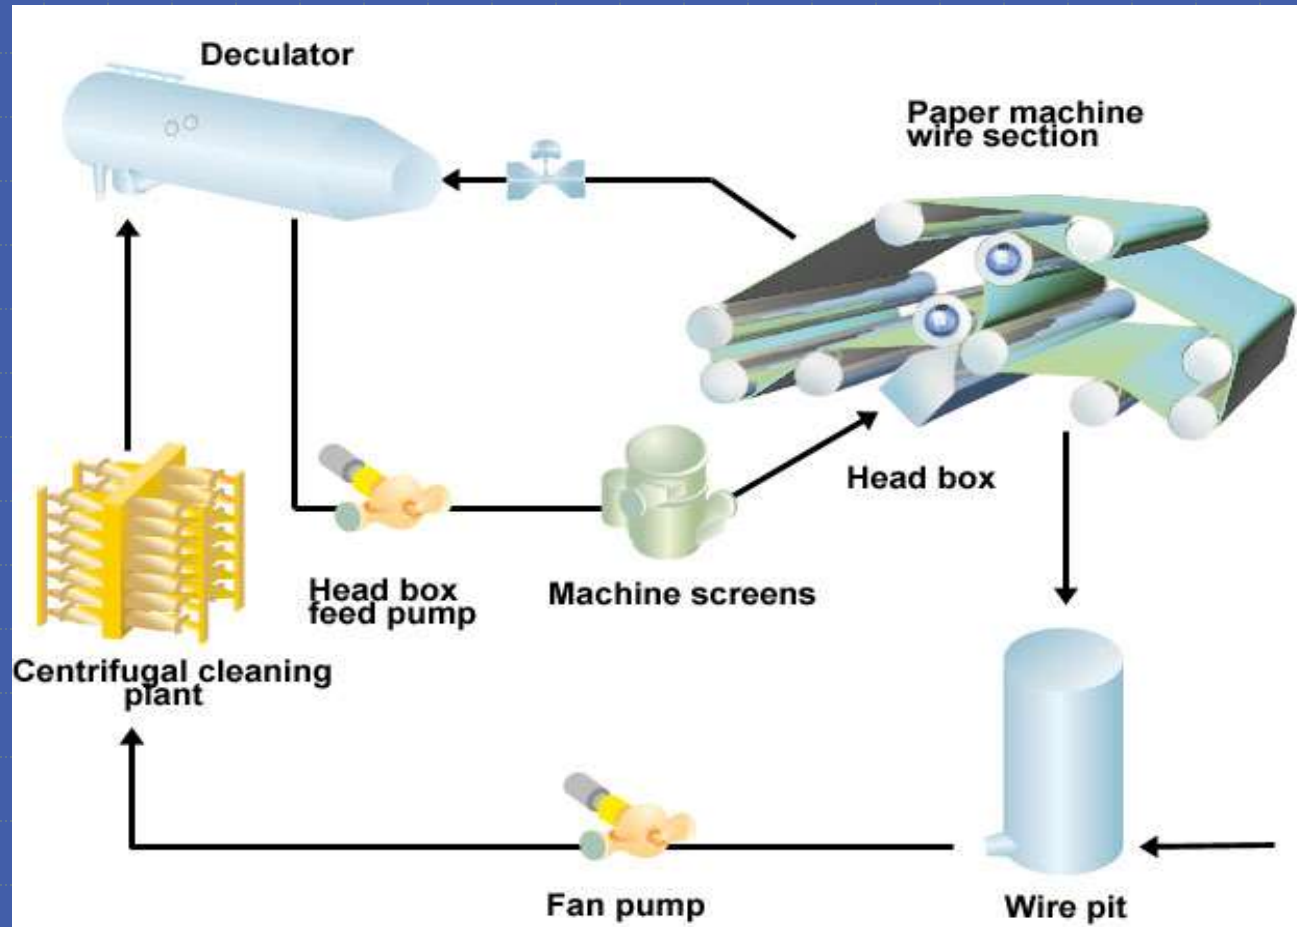 Deculator
Paper machine
wire section
Head box
Head box
feed pump
Machine screens
Centrifugal cleaning
plant
Fan pump
Wire pit